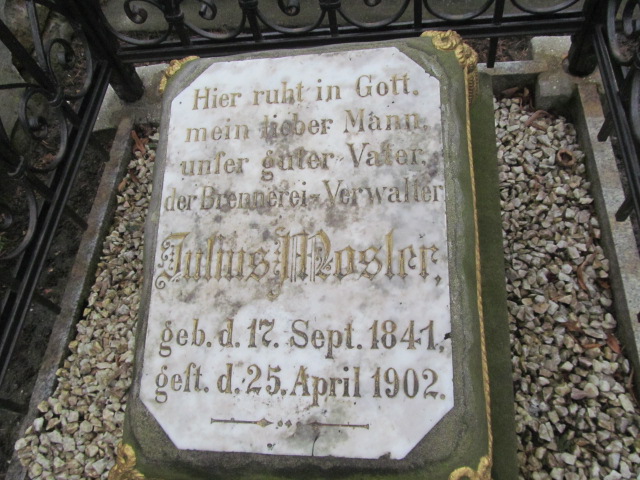 Hier ruht in Gott.
mein lieber Mann,
unſer guter Vater,
der Brennerei-Verwalter
Julius Mosler,
geb. d. 17. Sept. 1841,
geſt. d. 25. April 1902.